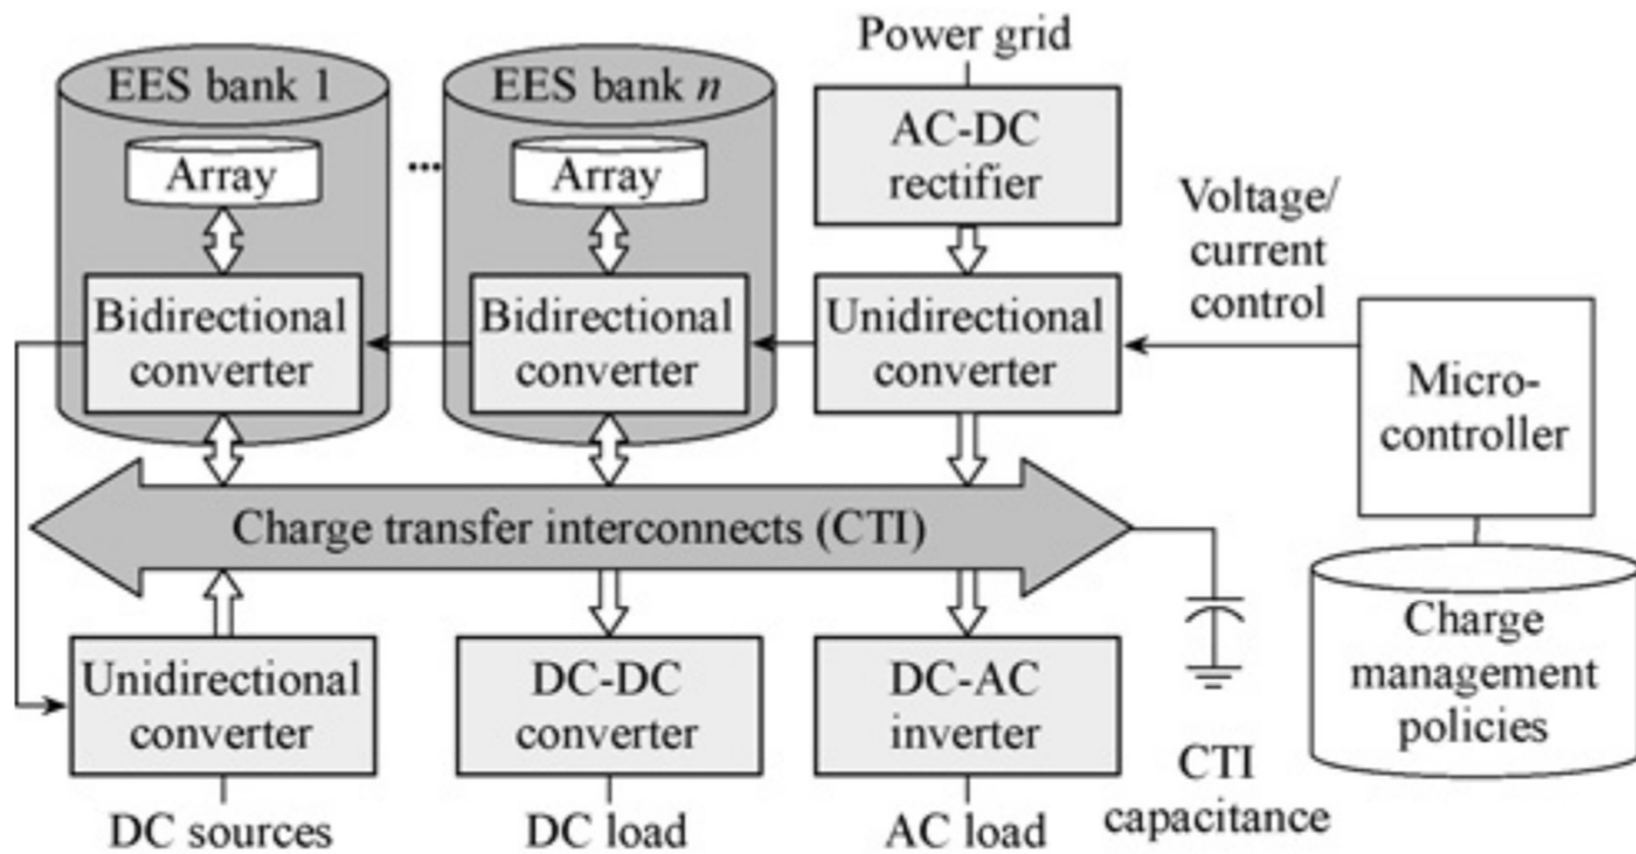 Power grid
EES bank 1
EES bank n
Array
...
Array
AC-DC
rectifier
Voltage/
current
control
Bidirectional
converter
Bidirectional
converter
Unidirectional
converter
Micro-
controller
Charge transfer interconnects (CTI)
Unidirectional
converter
DC-DC
converter
DC-AC
inverter
Charge
management
policies
CTI
capacitance
DC sources
DC load
AC load